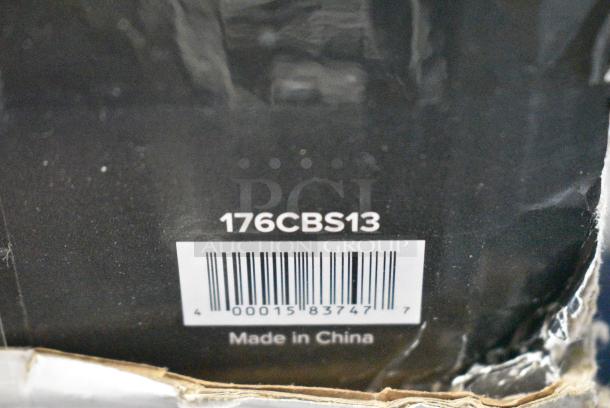 PCI
176CBS13
AUCTION GROUP
4 00015 83747 7
Made in China